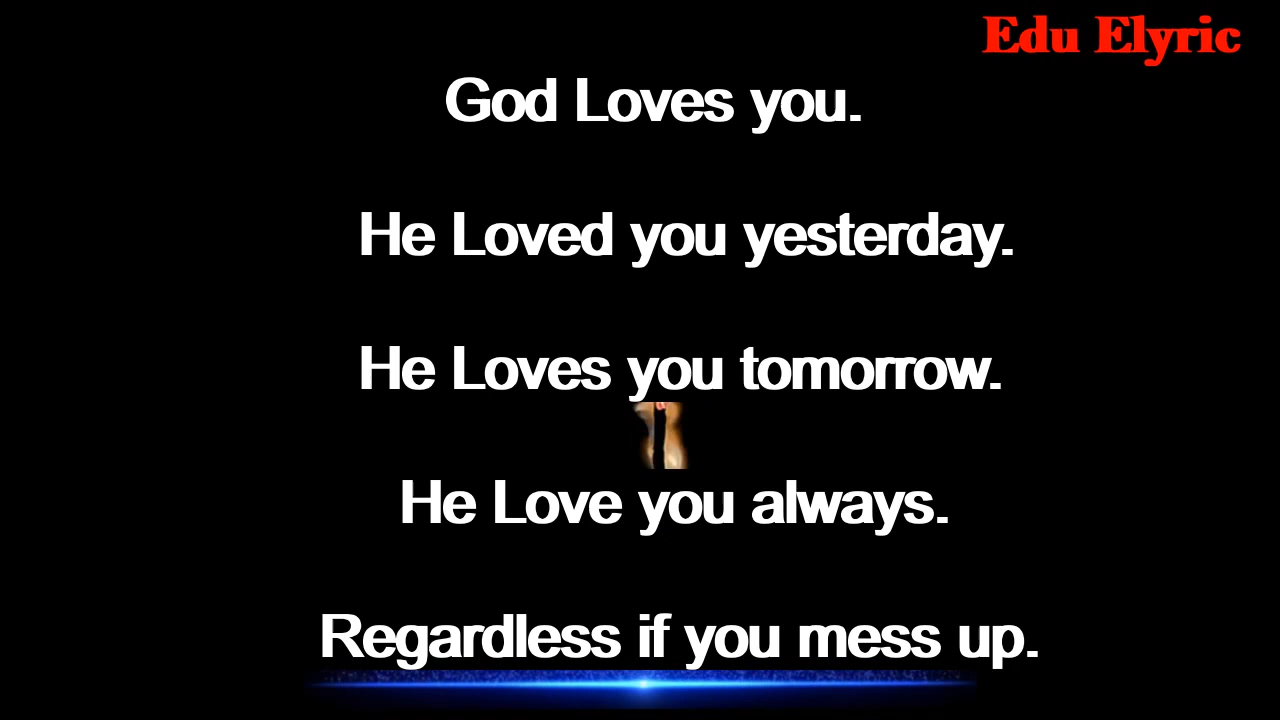 Edu Elyric
God Loves you.
He Loved you yesterday.
He Loves you tomorrow.
He Love you always.
Regardless if you mess up.